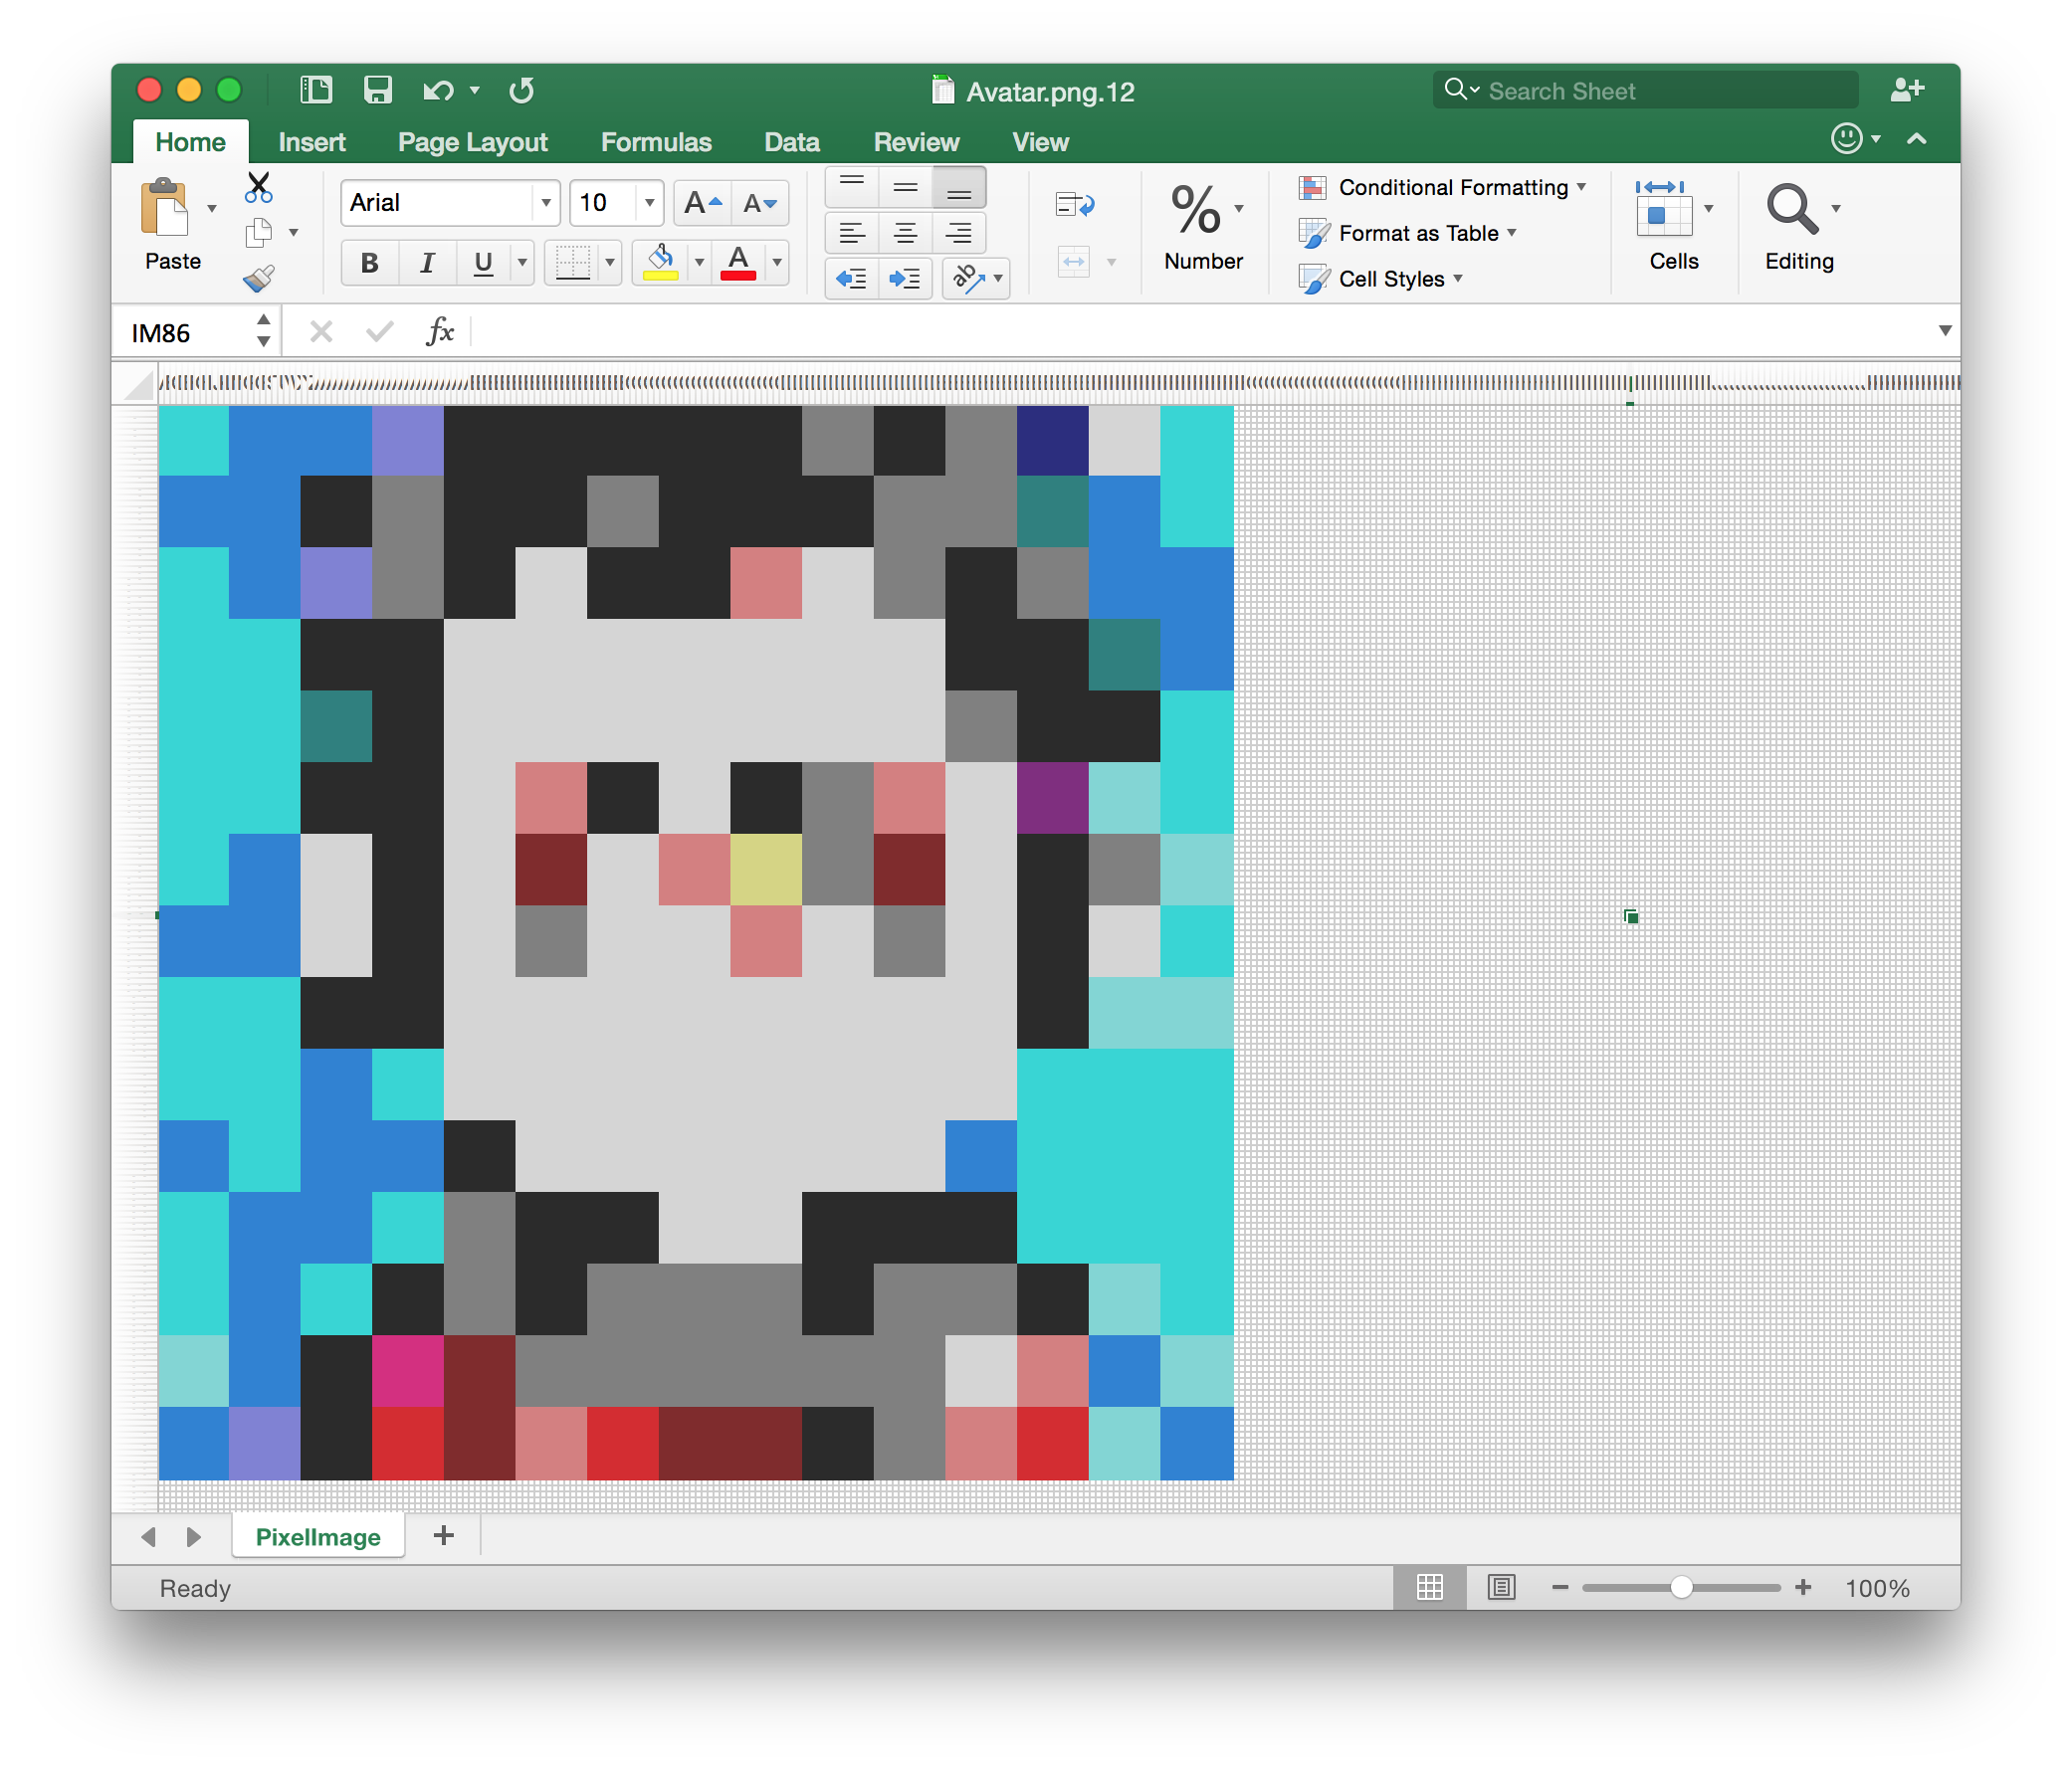 Avatar.png.12
Search Sheet
Home Insert Page Layout Formulas Data Review View
Paste
Arial 10
B I U A
% Number
Conditional Formatting
Format as Table
Cell Styles
Cells
Editing
IM86 fx
PixelImage +
Ready 100%